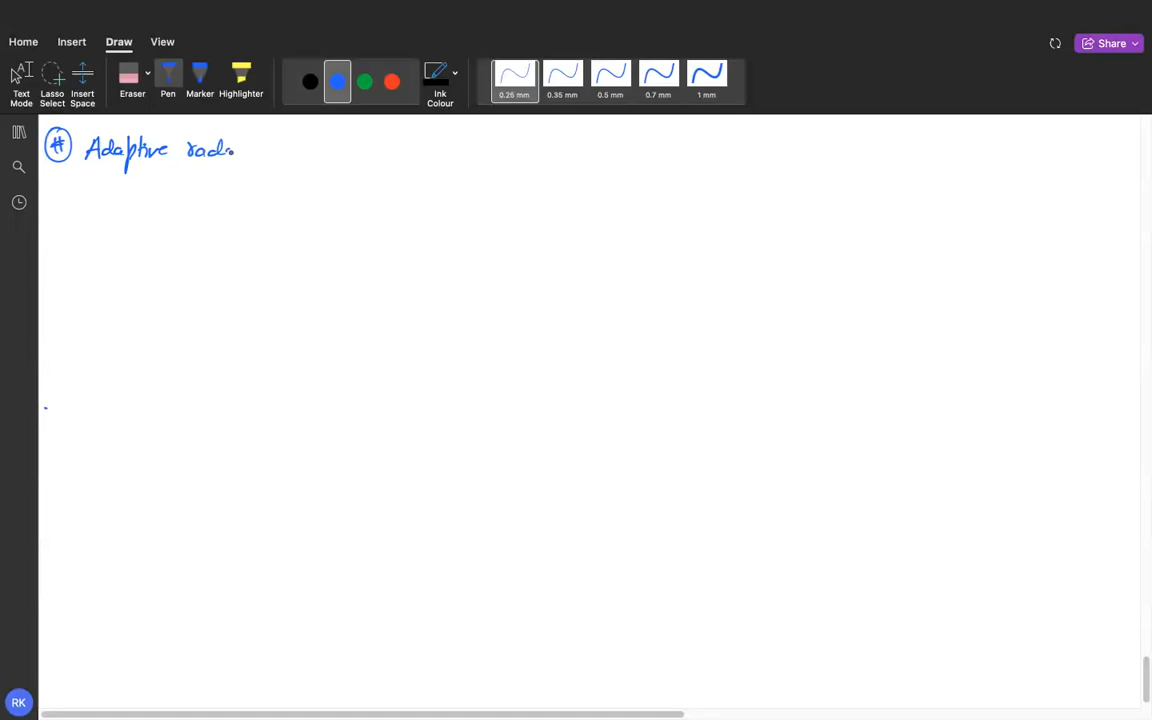 Home Insert Draw View
Share
Text Mode
Lasso Select
Insert Space
Eraser
Pen
Marker
Highlighter
Ink Colour
0.25 mm
0.35 mm
0.5 mm
0.7 mm
1 mm
# Adaptive rad
RK